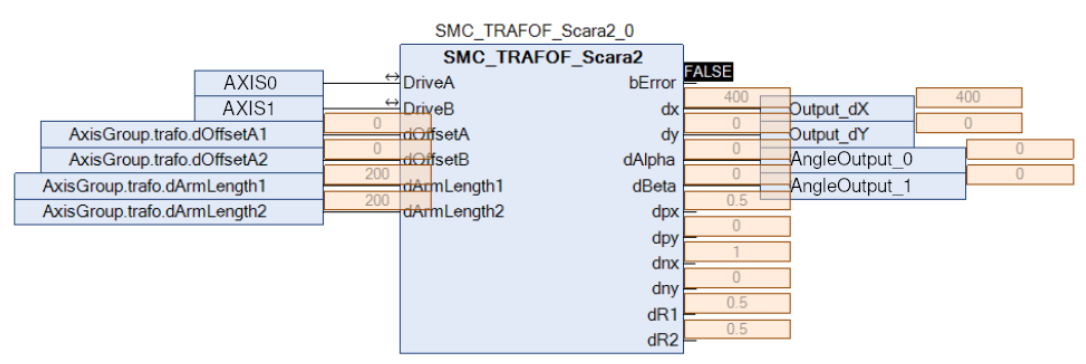 SMC_TRAFOF_Scara2_0
SMC_TRAFOF_Scara2
AXIS0 DriveA bError FALSE
AXIS1 DriveB dx 400 Output_dX 400
AxisGroup.trafo.dOffsetA1 0 dOffsetA dy 0 Output_dY 0
AxisGroup.trafo.dOffsetA2 0 dOffsetB dAlpha 0 AngleOutput_0 0
AxisGroup.trafo.dArmLength1 200 dArmLength1 dBeta 0 AngleOutput_1 0
AxisGroup.trafo.dArmLength2 200 dArmLength2 dpx 0.5
dpy 0
dnx 1
dny 0
dR1 0.5
dR2 0.5